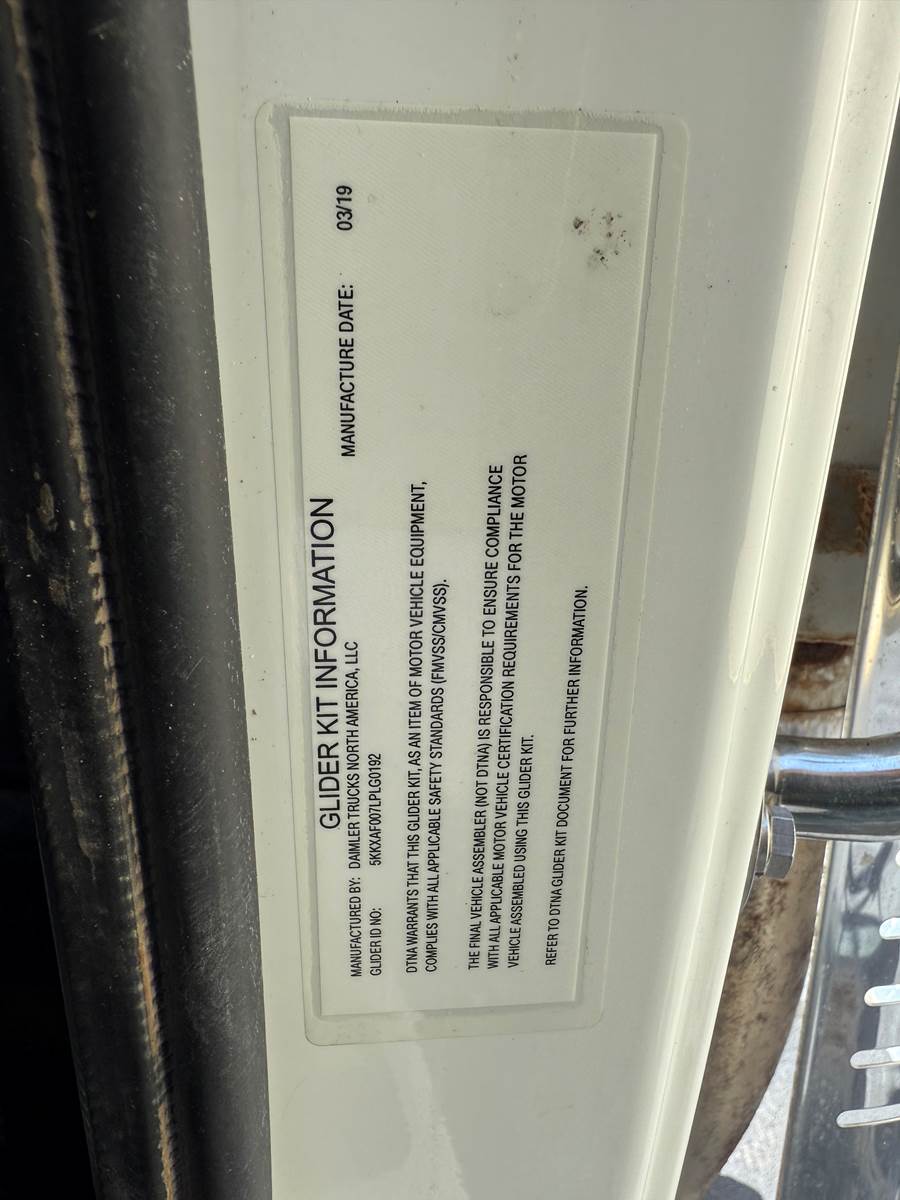 GLIDER KIT INFORMATION
MANUFACTURED BY: DAIMLER TRUCKS NORTH AMERICA, LLC MANUFACTURE DATE: 03/19
GLIDER ID NO: 5KKXAF007LPLG0192
DTNA WARRANTS THAT THIS GLIDER KIT, AS AN ITEM OF MOTOR VEHICLE EQUIPMENT,
COMPLIES WITH ALL APPLICABLE SAFETY STANDARDS (FMVSS/CMVSS).
THE FINAL VEHICLE ASSEMBLER (NOT DTNA) IS RESPONSIBLE TO ENSURE COMPLIANCE
WITH ALL APPLICABLE MOTOR VEHICLE CERTIFICATION REQUIREMENTS FOR THE MOTOR
VEHICLE ASSEMBLED USING THIS GLIDER KIT.
REFER TO DTNA GLIDER KIT DOCUMENT FOR FURTHER INFORMATION.